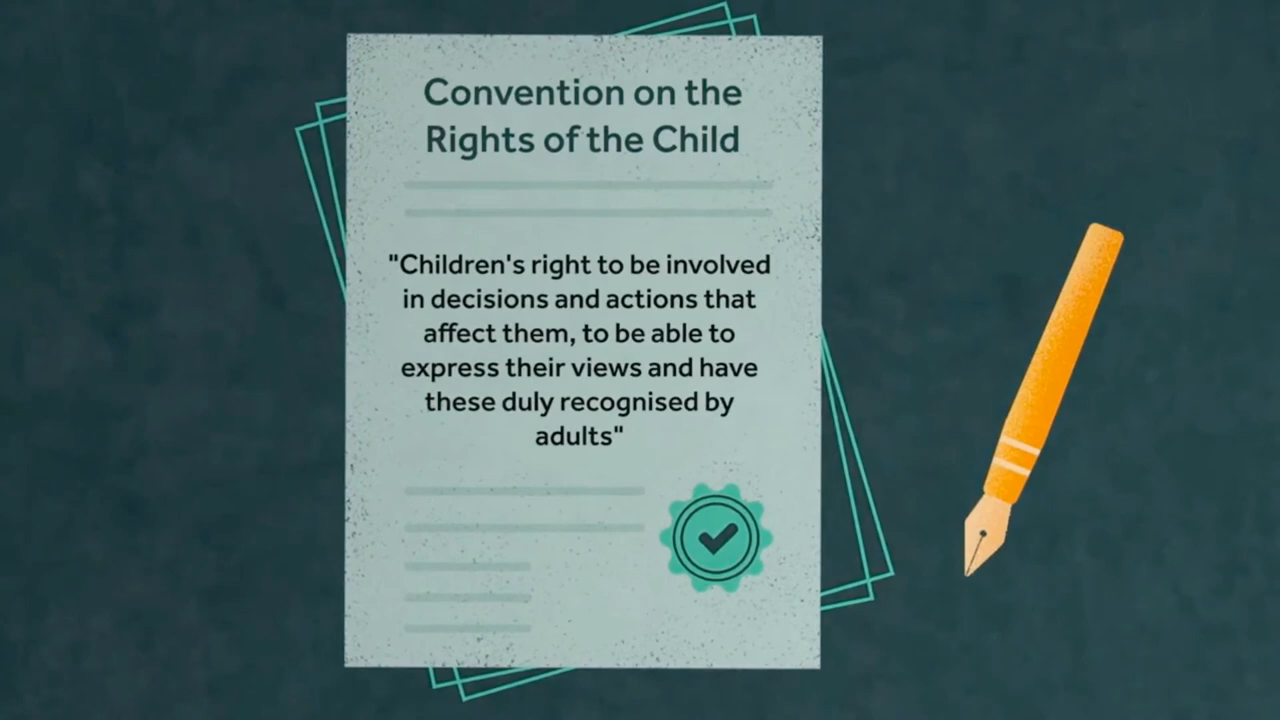 Convention on the
Rights of the Child
"Children's right to be involved
in decisions and actions that
affect them, to be able to
express their views and have
these duly recognised by
adults"